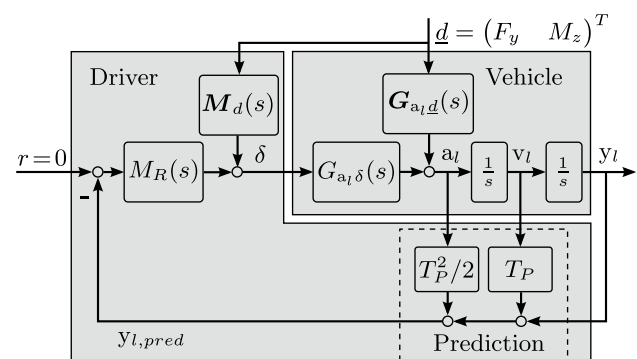 d = (F_y M_z)^T
Driver
Vehicle
M_d(s)
G_{a_l d}(s)
r = 0
M_R(s)
δ
G_{a_l δ}(s)
a_l
1/s
v_l
1/s
y_l
-
T_P^2/2
T_P
y_{l,pred}
Prediction